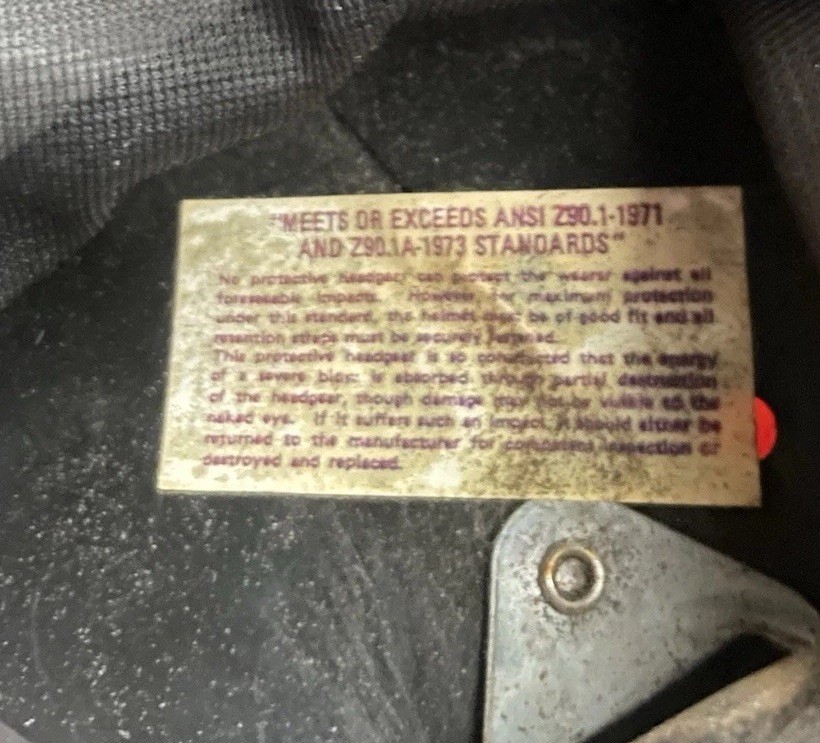 "MEETS OR EXCEEDS ANSI Z90.1-1971
AND Z90.1A-1973 STANDARDS"
No protective headgear can protect the wearer against all
foreseeable impacts. However, for maximum protection
under this standard, the helmet must be of good fit and all
retention straps must be securely fastened.
This protective headgear is so constructed that the energy
of a severe blow is absorbed through partial destruction
of the headgear, though damage may not be visible to the
naked eye. If it suffers such an impact, it should either be
returned to the manufacturer for competent inspection or
destroyed and replaced.